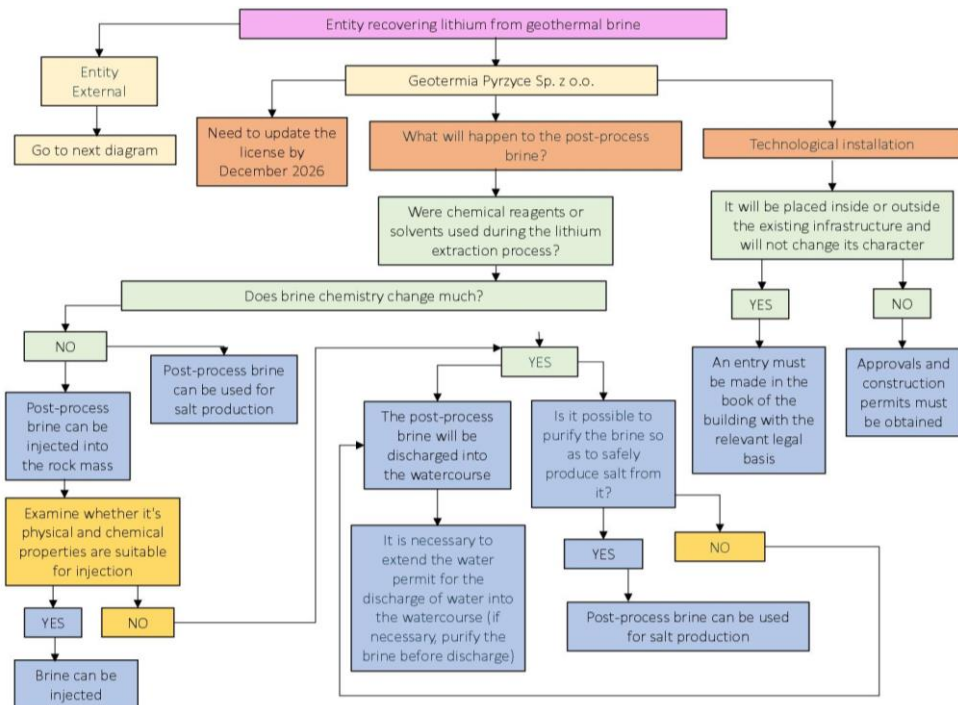 Entity recovering lithium from geothermal brine
Entity
External
Geotermia Pyrzyce Sp. z o.o.
Go to next diagram
Need to update the
license by
December 2026
What will happen to the post-process
brine?
Technological installation
Were chemical reagents or
solvents used during the lithium
extraction process?
It will be placed inside or outside
the existing infrastructure and
will not change its character
Does brine chemistry change much?
YES
NO
NO
Post-process brine
can be used for
salt production
YES
An entry must
be made in the
book of the
building with the
relevant legal
basis
Approvals and
construction
permits must
be obtained
Post-process
brine can be
injected into
the rock mass
The post-process
brine will be
discharged into
the watercourse
Is it possible to
purify the brine so
as to safely
produce salt from
it?
Examine whether it's
physical and chemical
properties are suitable
for injection
It is necessary to
extend the water
permit for the
discharge of water into
the watercourse (if
necessary, purify the
brine before discharge)
YES
NO
YES
NO
Post-process brine can be used
for salt production
Brine can be
injected